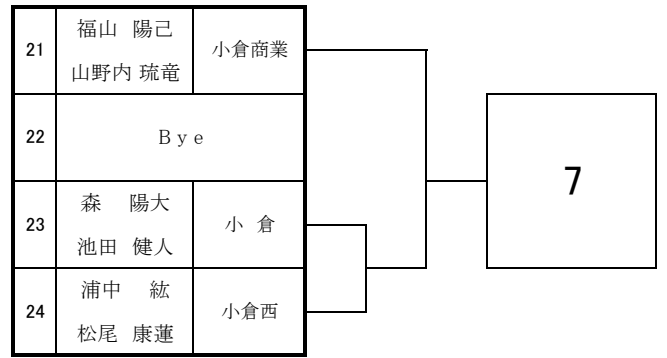 21
福山 陽己
山野内 琉竜
小倉商業
22
Bye
23
森 陽大
池田 健人
小 倉
24
浦中 紘
松尾 康蓮
小倉西
7